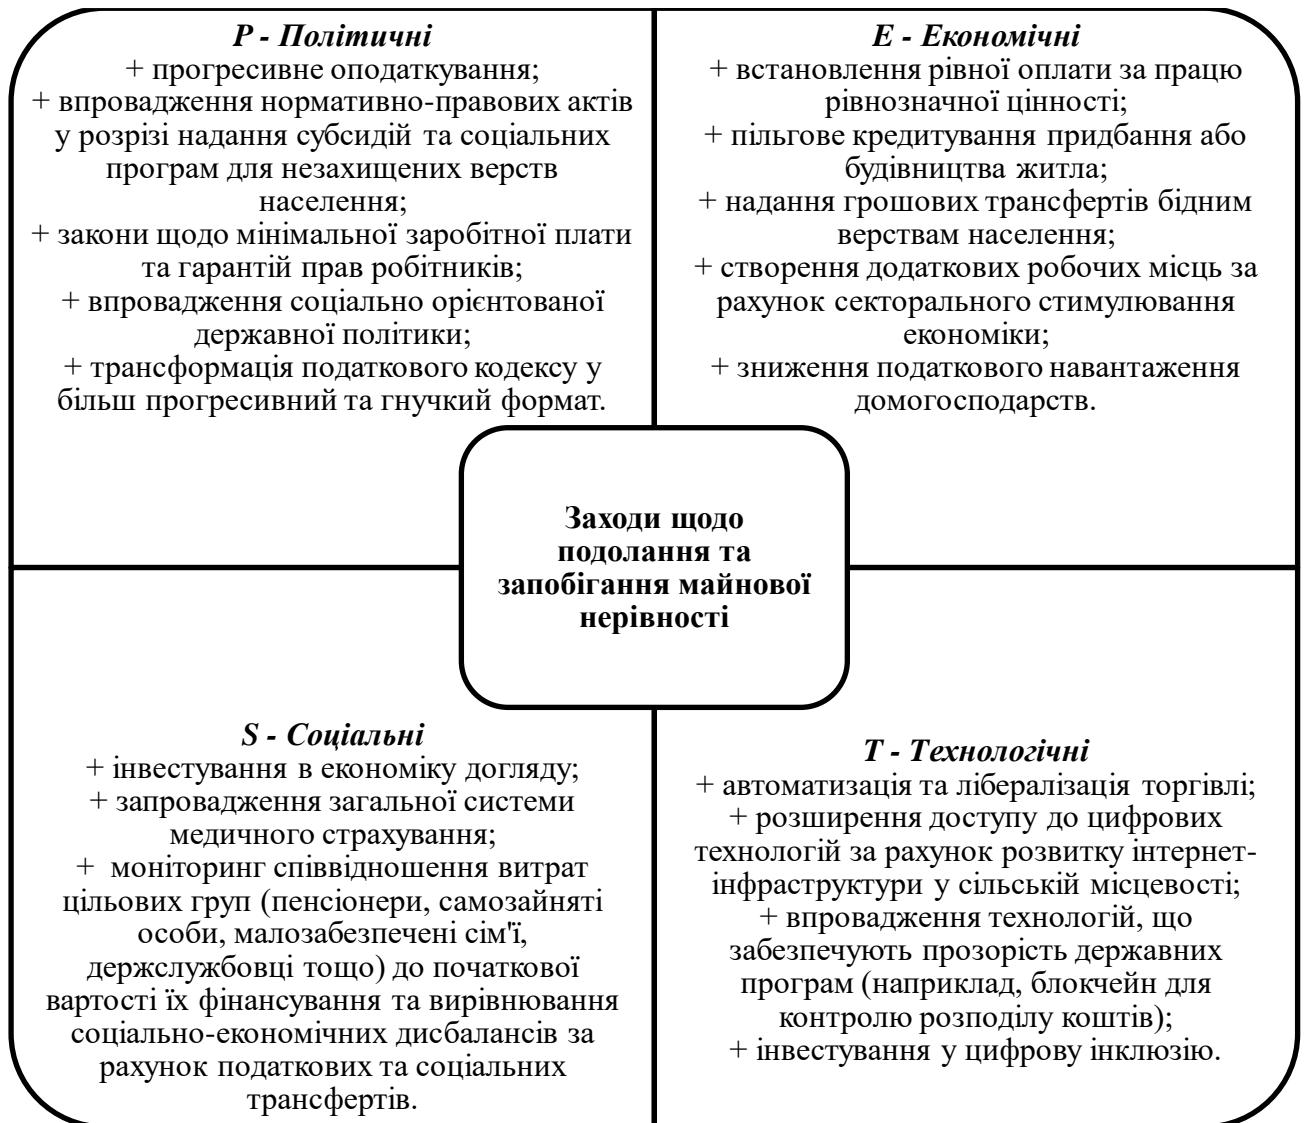 P - Політичні
+ прогресивне оподаткування;
+ впровадження нормативно-правових актів
у розрізі надання субсидій та соціальних
програм для незахищених верств
населення;
+ закони щодо мінімальної заробітної плати
та гарантій прав робітників;
+ впровадження соціально орієнтованої
державної політики;
+ трансформація податкового кодексу у
більш прогресивний та гнучкий формат.
E - Економічні
+ встановлення рівної оплати за працю
рівнозначної цінності;
+ пільгове кредитування придбання або
будівництва житла;
+ надання грошових трансфертів бідним
верствам населення;
+ створення додаткових робочих місць за
рахунок секторального стимулювання
економіки;
+ зниження податкового навантаження
домогосподарств.
Заходи щодо
подолання та
запобігання майнової
нерівності
S - Соціальні
+ інвестування в економіку догляду;
+ запровадження загальної системи
медичного страхування;
+ моніторинг співвідношення витрат
цільових груп (пенсіонери, самозайняті
особи, малозабезпечені сім'ї,
держслужбовці тощо) до початкової
вартості їх фінансування та вирівнювання
соціально-економічних дисбалансів за
рахунок податкових та соціальних
трансфертів.
T - Технологічні
+ автоматизація та лібералізація торгівлі;
+ розширення доступу до цифрових
технологій за рахунок розвитку інтернет-
інфраструктури у сільській місцевості;
+ впровадження технологій, що
забезпечують прозорість державних
програм (наприклад, блокчейн для
контролю розподілу коштів);
+ інвестування у цифрову інклюзію.